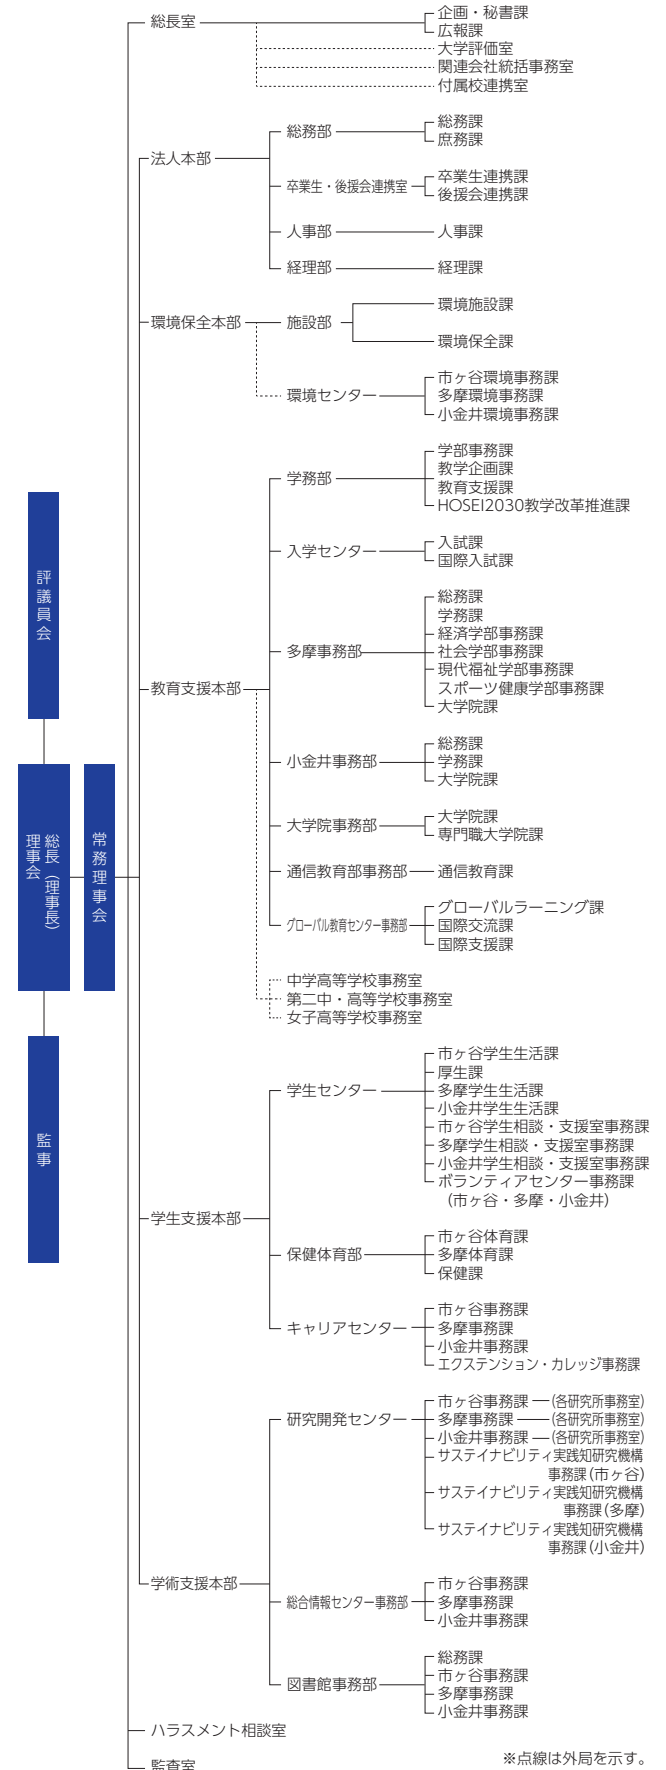 評議員会
総長（理事長）
理事会
常務理事会
監事
総長室
企画・秘書課
広報課
大学評価室
関連会社統括事務室
付属校連携室
法人本部
総務部
総務課
庶務課
卒業生・後援会連携室
卒業生連携課
後援会連携課
人事部
人事課
経理部
経理課
環境保全本部
施設部
環境施設課
環境保全課
環境センター
市ヶ谷環境事務課
多摩環境事務課
小金井環境事務課
教育支援本部
学務部
学部事務課
教学企画課
教育支援課
HOSEI2030教学改革推進課
入学センター
入試課
国際入試課
多摩事務部
総務課
学務課
経済学部事務課
社会学部事務課
現代福祉学部事務課
スポーツ健康学部事務課
大学院課
小金井事務部
総務課
学務課
大学院課
大学院事務部
大学院課
専門職大学院課
通信教育部事務部
通信教育課
グローバル教育センター事務部
グローバルラーニング課
国際交流課
国際支援課
中学高等学校事務室
第二中・高等学校事務室
女子高等学校事務室
学生支援本部
学生センター
市ヶ谷学生生活課
厚生課
多摩学生生活課
小金井学生生活課
市ヶ谷学生相談・支援室事務課
多摩学生相談・支援室事務課
小金井学生相談・支援室事務課
ボランティアセンター事務課
（市ヶ谷・多摩・小金井）
保健体育部
市ヶ谷体育課
多摩体育課
保健課
キャリアセンター
市ヶ谷事務課
多摩事務課
小金井事務課
エクステンション・カレッジ事務課
学術支援本部
研究開発センター
市ヶ谷事務課 (各研究所事務室)
多摩事務課 (各研究所事務室)
小金井事務課 (各研究所事務室)
サステイナビリティ実践知研究機構
事務課(市ヶ谷)
サステイナビリティ実践知研究機構
事務課(多摩)
サステイナビリティ実践知研究機構
事務課(小金井)
総合情報センター事務部
市ヶ谷事務課
多摩事務課
小金井事務課
図書館事務部
総務課
市ヶ谷事務課
多摩事務課
小金井事務課
ハラスメント相談室
監査室
※点線は外局を示す。